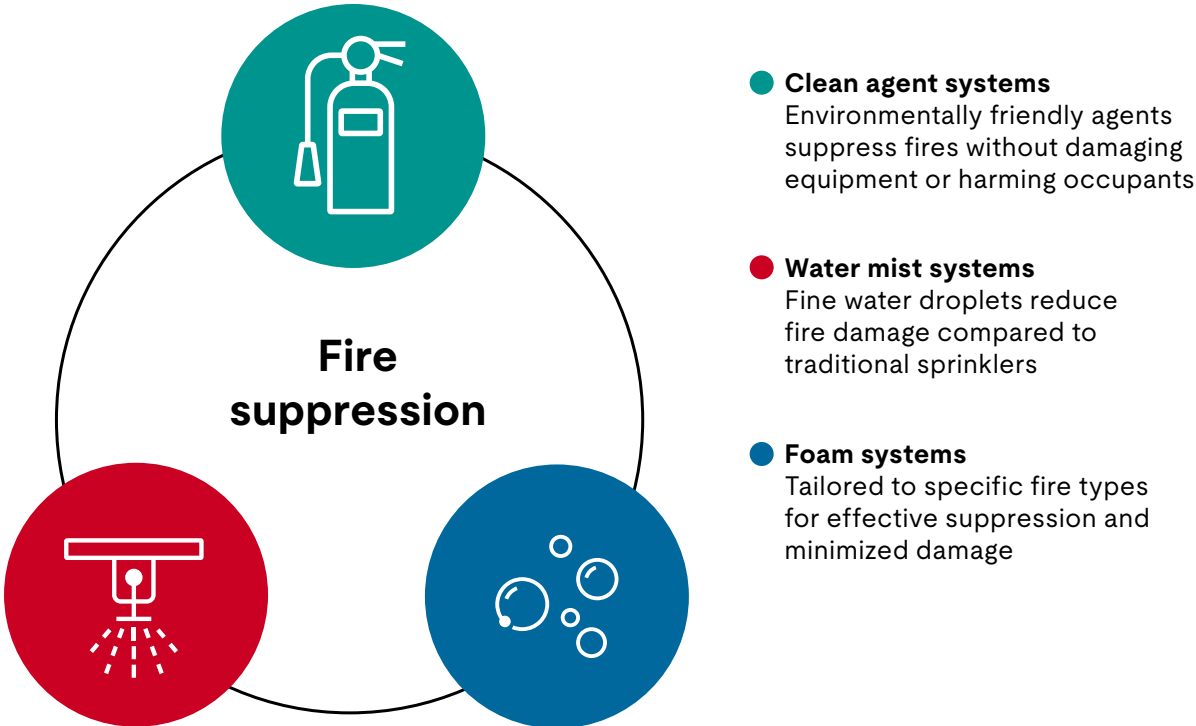 Fire
suppression
Clean agent systems
Environmentally friendly agents
suppress fires without damaging
equipment or harming occupants
Water mist systems
Fine water droplets reduce
fire damage compared to
traditional sprinklers
Foam systems
Tailored to specific fire types
for effective suppression and
minimized damage